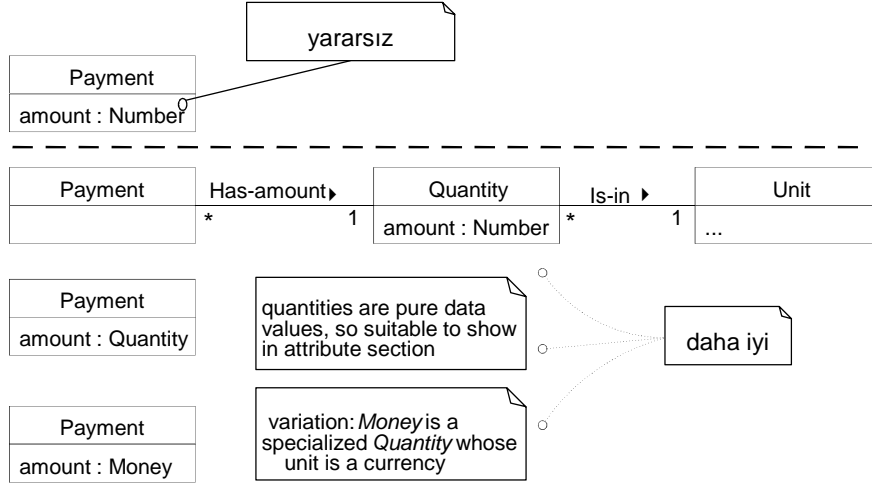 yararsız
Payment
amount : Number
Payment
Has-amount
Quantity
Is-in
Unit
*
1
amount : Number
*
1
...
Payment
amount : Quantity
quantities are pure data
values, so suitable to show
in attribute section
daha iyi
Payment
amount : Money
variation: Money is a
specialized Quantity whose
unit is a currency